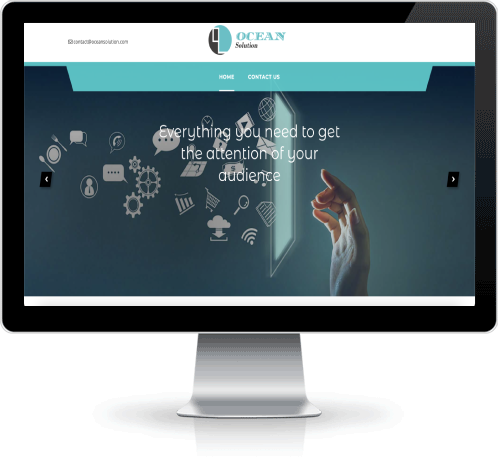 contact@oceansolution.com
OCEAN
Solution
HOME CONTACT US
Everything you need to get
the attention of your
audience